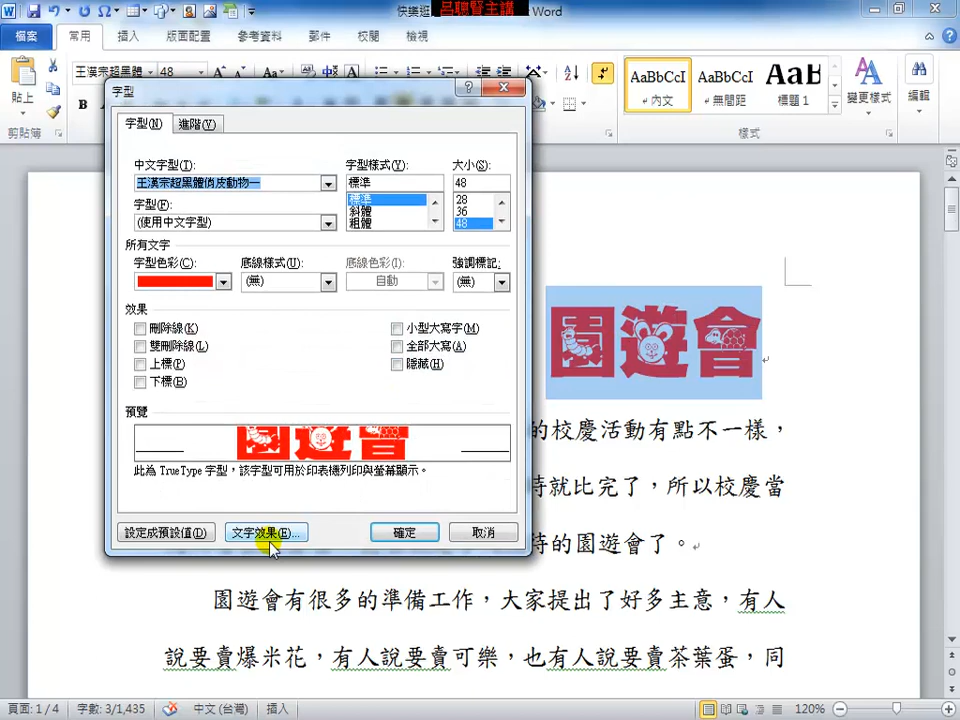 快樂逛 呂聰賢主講 Word
檔案 常用 插入 版面配置 參考資料 郵件 校閱 檢視
王漢宗超黑體 48 Aa A
貼上 B
AaBbCcI AaBbCcI AaB
內文 無間距 標題 1 變更樣式 編輯
剪貼簿 樣式
字型
字型(N) 進階(V)
中文字型(T): 字型樣式(Y): 大小(S):
王漢宗超黑體俏皮動物一 標準 48
標準 28
字型(F): 斜體 36
(使用中文字型) 粗體 48
所有文字
字型色彩(C): 底線樣式(U): 底線色彩(I): 強調標記:
(無) 自動 (無)
效果
刪除線(K) 小型大寫字(M)
雙刪除線(L) 全部大寫(A)
上標(P) 隱藏(H)
下標(B)
預覽
園遊會
此為 TrueType 字型，該字型可用於印表機列印與螢幕顯示。
設定成預設值(D) 文字效果(E)... 確定 取消
園遊會
的校慶活動有點不一樣，
時就比完了，所以校慶當
待的園遊會了。
園遊會有很多的準備工作，大家提出了好多主意，有人
說要賣爆米花，有人說要賣可樂，也有人說要賣茶葉蛋，同
頁面: 1 / 4 字數: 3/1,435 中文 (台灣) 插入 120%